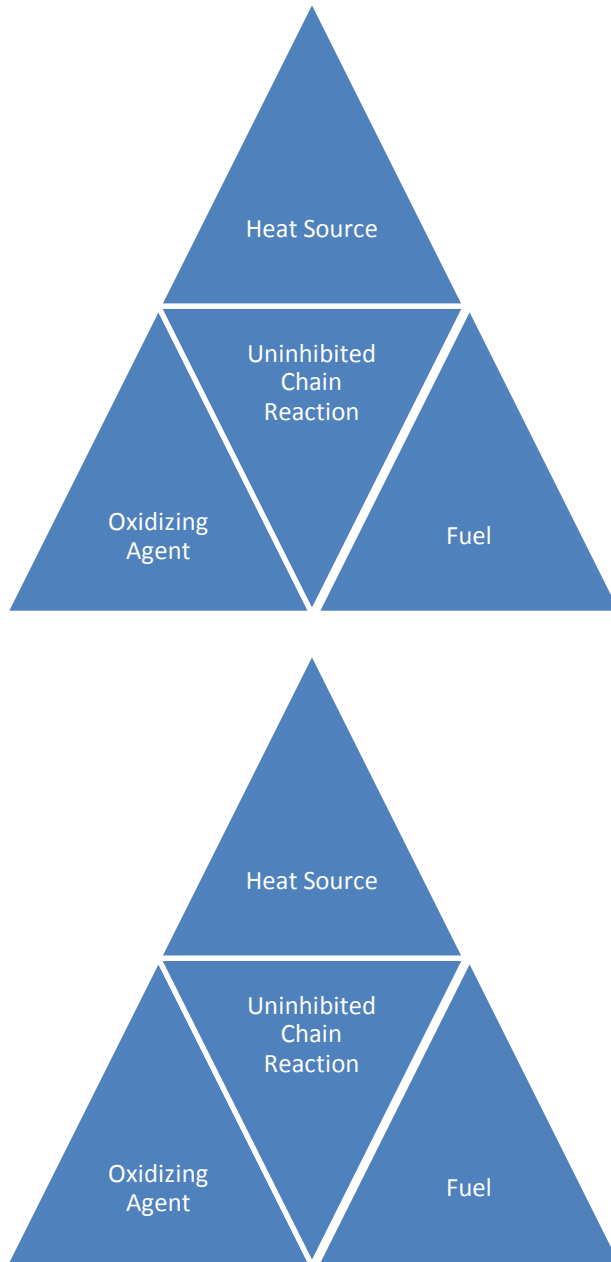 Heat Source
Uninhibited
Chain
Reaction
Oxidizing
Agent
Fuel
Heat Source
Uninhibited
Chain
Reaction
Oxidizing
Agent
Fuel